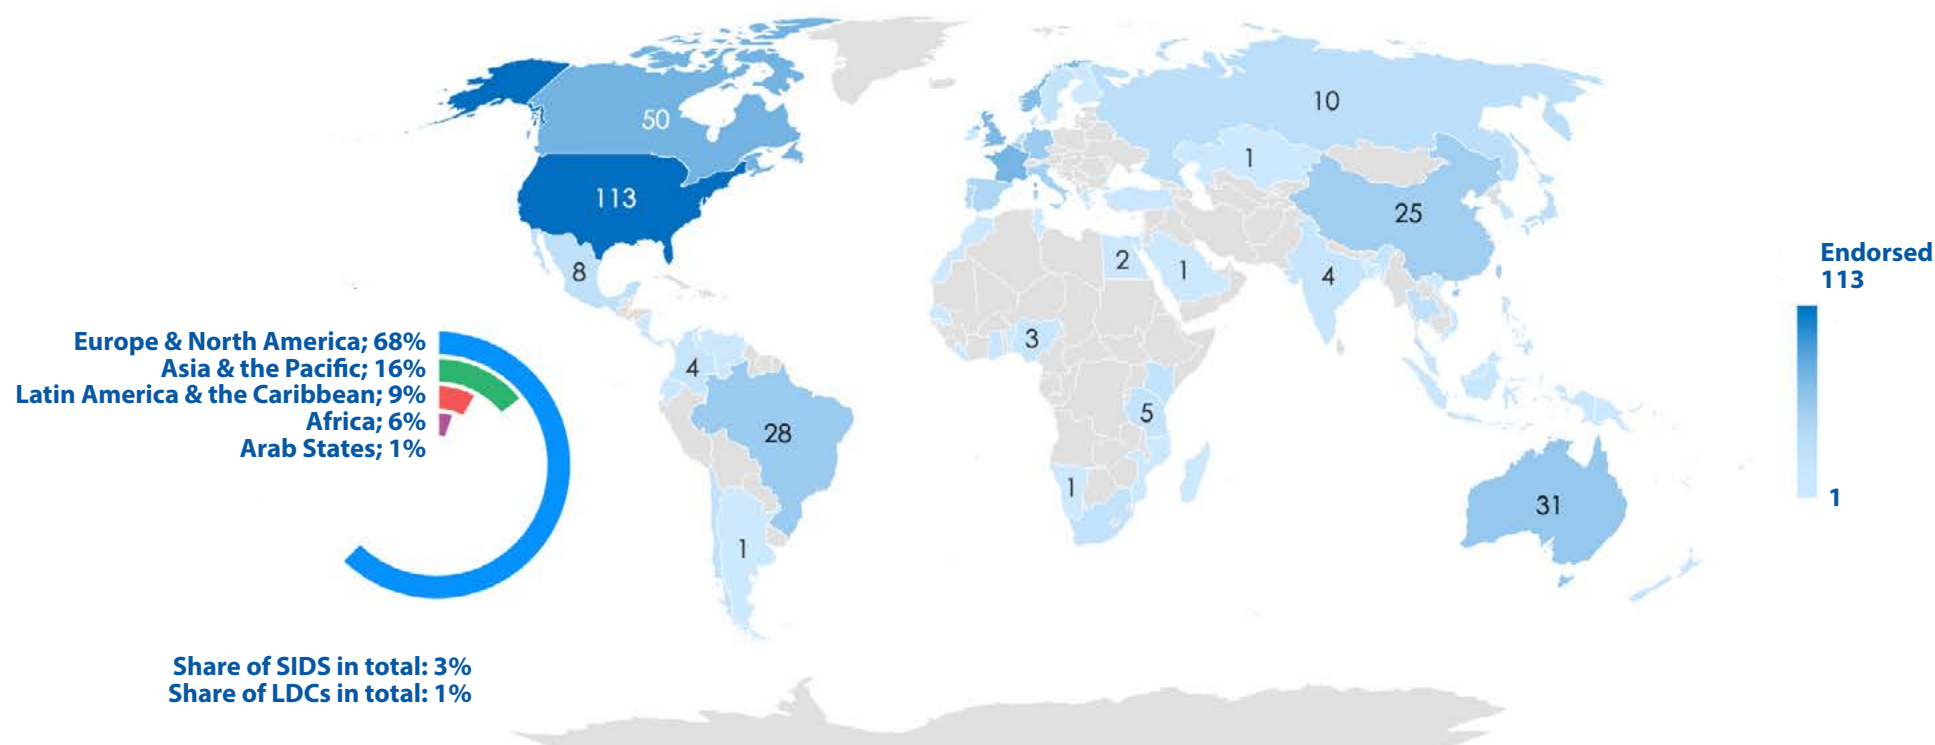 50
10
1
113
25
8
2
1
4
Endorsed
113
3
4
5
28
1
31
1
1
Europe & North America; 68%
Asia & the Pacific; 16%
Latin America & the Caribbean; 9%
Africa; 6%
Arab States; 1%
Share of SIDS in total: 3%
Share of LDCs in total: 1%